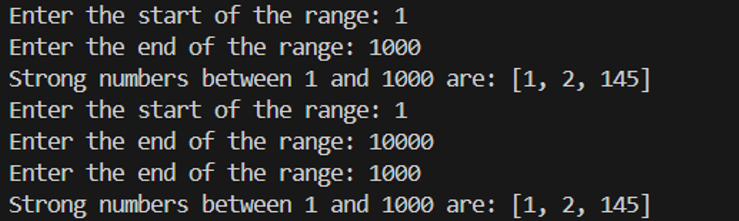 Enter the start of the range: 1
Enter the end of the range: 1000
Strong numbers between 1 and 1000 are: [1, 2, 145]
Enter the start of the range: 1
Enter the end of the range: 10000
Enter the end of the range: 1000
Strong numbers between 1 and 1000 are: [1, 2, 145]